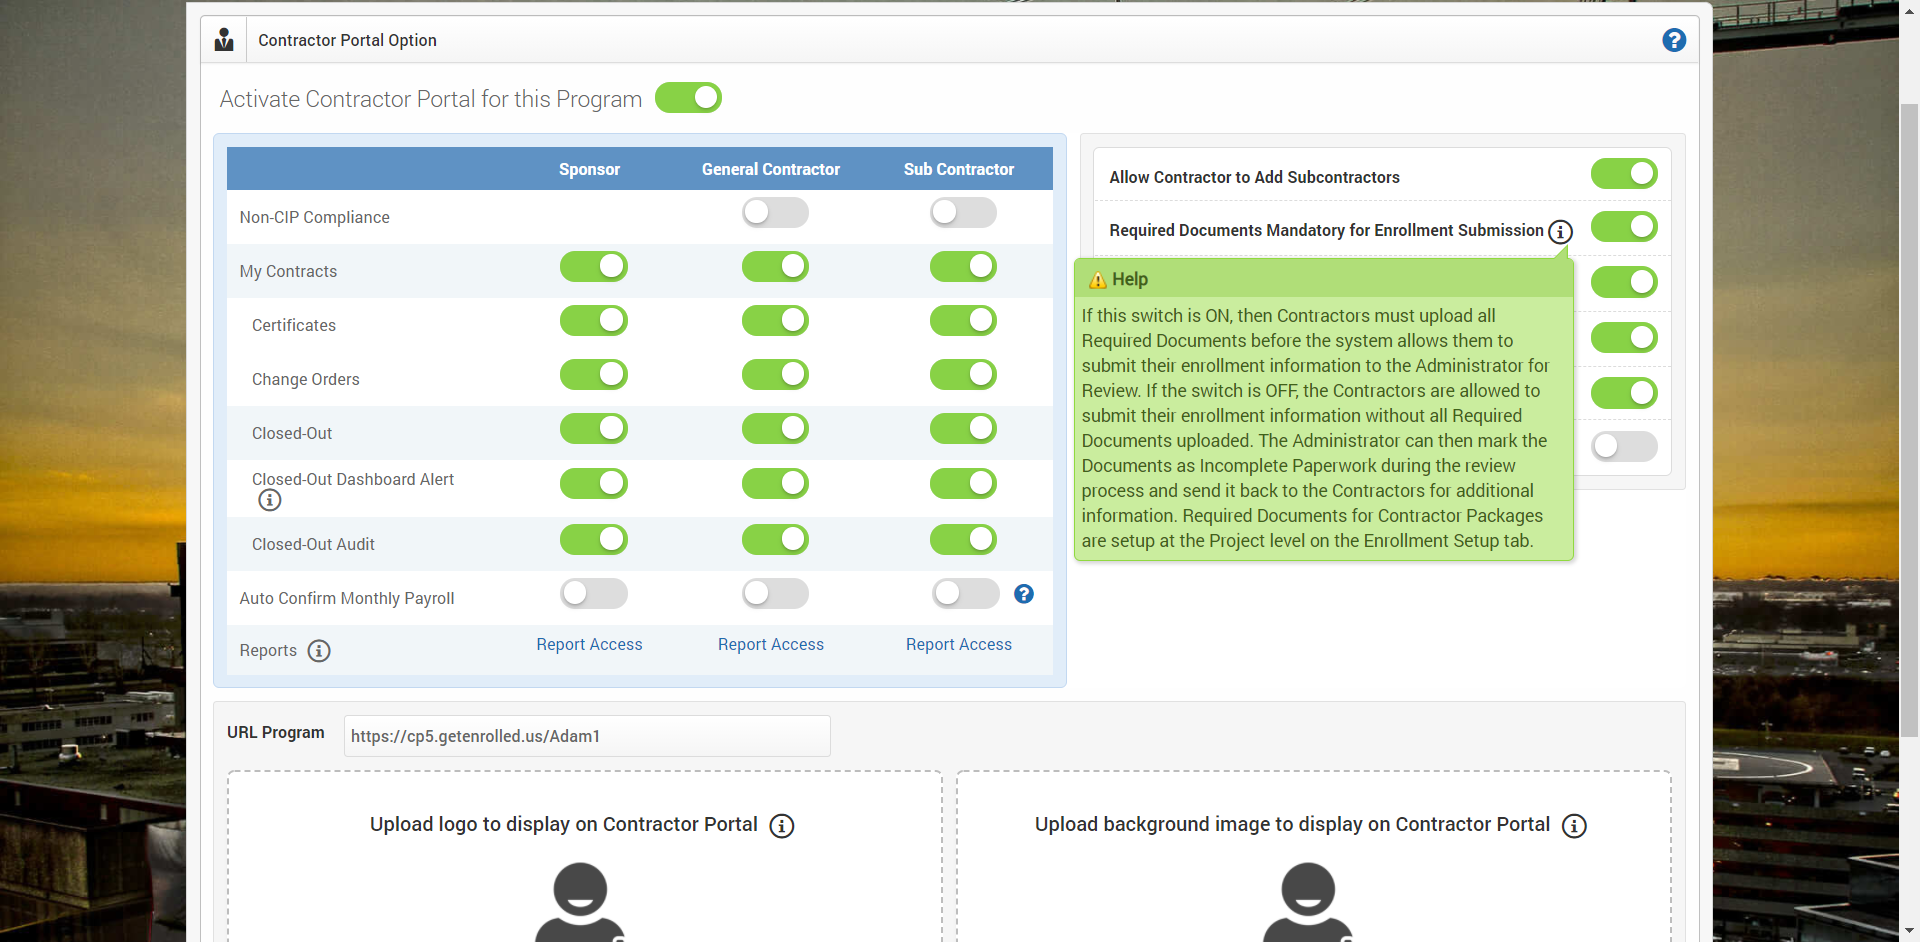 Contractor Portal Option
Activate Contractor Portal for this Program
Sponsor General Contractor Sub Contractor
Non-CIP Compliance
My Contracts
Certificates
Change Orders
Closed-Out
Closed-Out Dashboard Alert
Closed-Out Audit
Auto Confirm Monthly Payroll
Reports Report Access Report Access Report Access
Allow Contractor to Add Subcontractors
Required Documents Mandatory for Enrollment Submission
Help
If this switch is ON, then Contractors must upload all
Required Documents before the system allows them to
submit their enrollment information to the Administrator for
Review. If the switch is OFF, the Contractors are allowed to
submit their enrollment information without all Required
Documents uploaded. The Administrator can then mark the
Documents as Incomplete Paperwork during the review
process and send it back to the Contractors for additional
information. Required Documents for Contractor Packages
are setup at the Project level on the Enrollment Setup tab.
URL Program https://cp5.getenrolled.us/Adam1
Upload logo to display on Contractor Portal
Upload background image to display on Contractor Portal